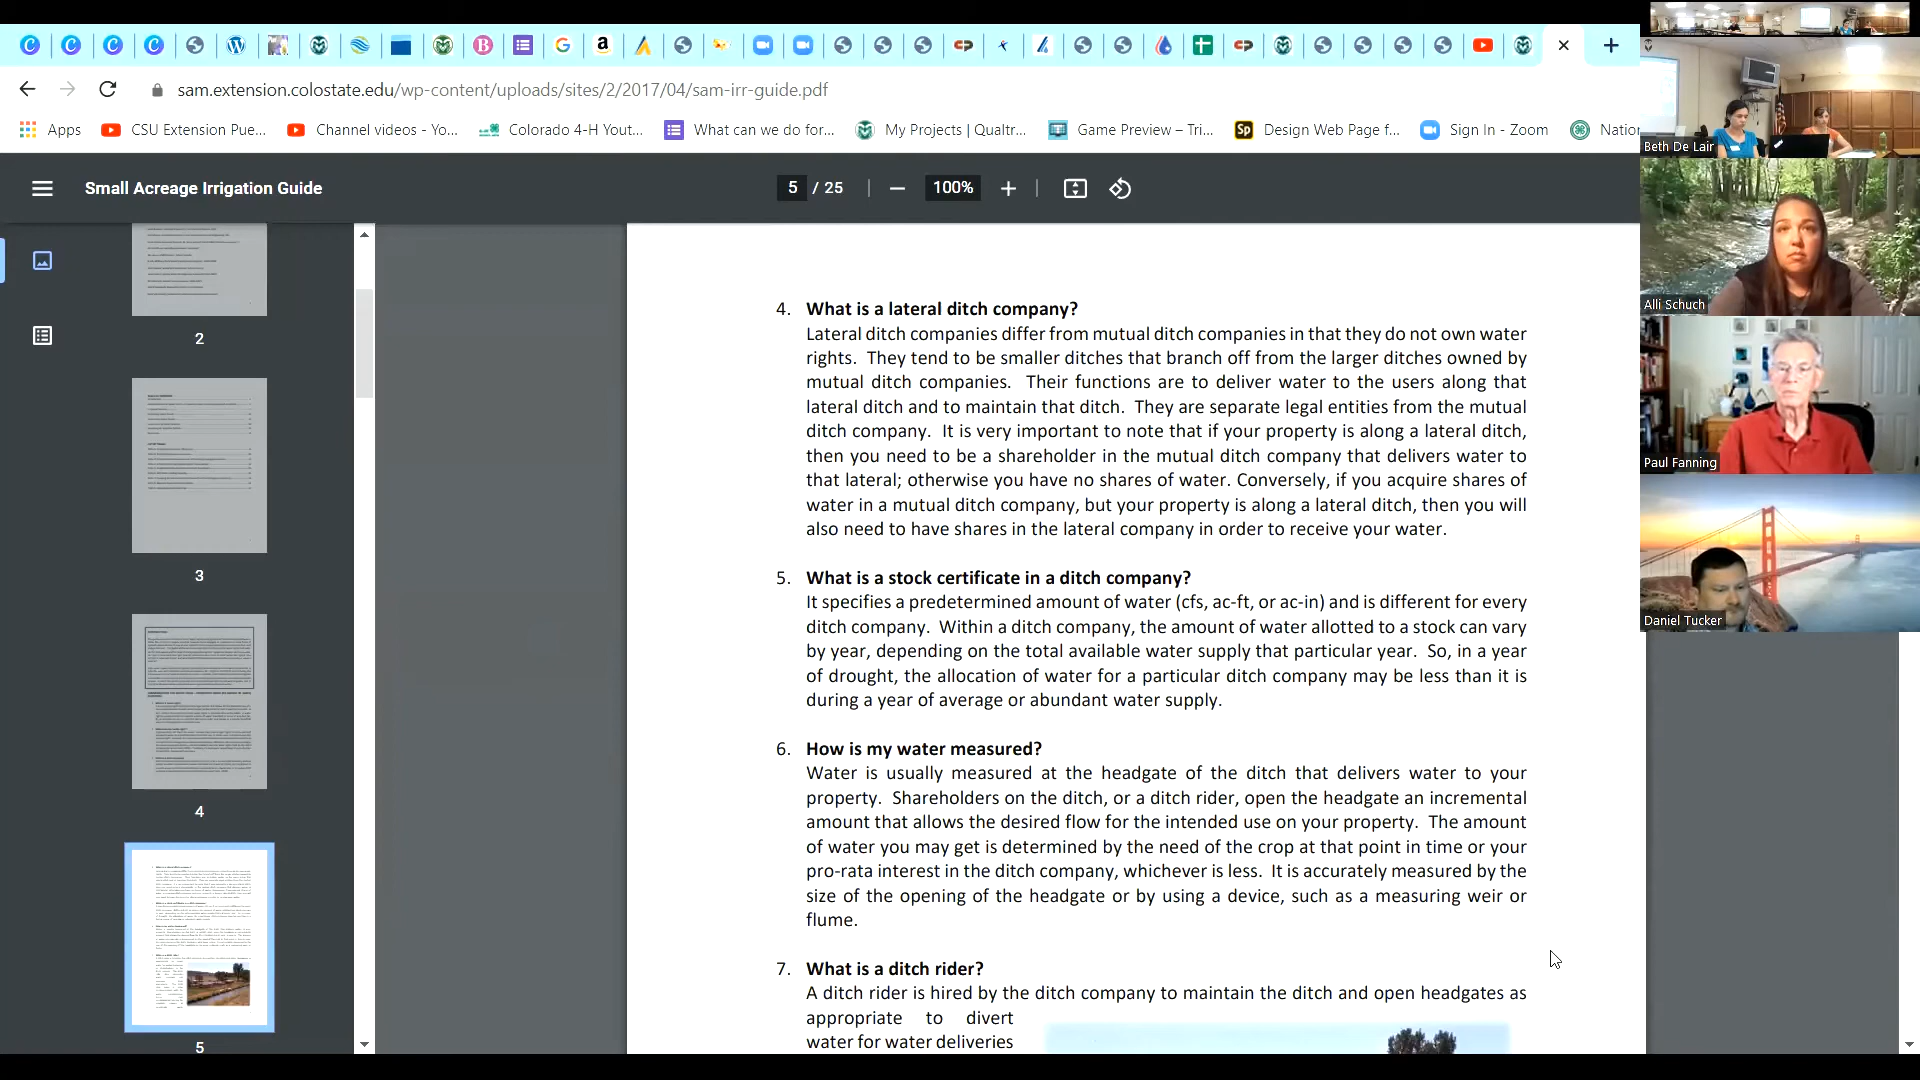 sam.extension.colostate.edu/wp-content/uploads/sites/2/2017/04/sam-irr-guide.pdf
Apps
CSU Extension Pue...
Channel videos - Yo...
Colorado 4-H Yout...
What can we do for...
My Projects | Qualtr...
Game Preview – Tri...
Sp
Design Web Page f...
Sign In - Zoom
Natio
Small Acreage Irrigation Guide
5 / 25
100%
2
3
4
5
4. What is a lateral ditch company?
Lateral ditch companies differ from mutual ditch companies in that they do not own water
rights. They tend to be smaller ditches that branch off from the larger ditches owned by
mutual ditch companies. Their functions are to deliver water to the users along that
lateral ditch and to maintain that ditch. They are separate legal entities from the mutual
ditch company. It is very important to note that if your property is along a lateral ditch,
then you need to be a shareholder in the mutual ditch company that delivers water to
that lateral; otherwise you have no shares of water. Conversely, if you acquire shares of
water in a mutual ditch company, but your property is along a lateral ditch, then you will
also need to have shares in the lateral company in order to receive your water.
5. What is a stock certificate in a ditch company?
It specifies a predetermined amount of water (cfs, ac-ft, or ac-in) and is different for every
ditch company. Within a ditch company, the amount of water allotted to a stock can vary
by year, depending on the total available water supply that particular year. So, in a year
of drought, the allocation of water for a particular ditch company may be less than it is
during a year of average or abundant water supply.
6. How is my water measured?
Water is usually measured at the headgate of the ditch that delivers water to your
property. Shareholders on the ditch, or a ditch rider, open the headgate an incremental
amount that allows the desired flow for the intended use on your property. The amount
of water you may get is determined by the need of the crop at that point in time or your
pro-rata interest in the ditch company, whichever is less. It is accurately measured by the
size of the opening of the headgate or by using a device, such as a measuring weir or
flume.
7. What is a ditch rider?
A ditch rider is hired by the ditch company to maintain the ditch and open headgates as
appropriate to divert
water for water deliveries
Beth De Lair
Alli Schuch
Paul Fanning
Daniel Tucker